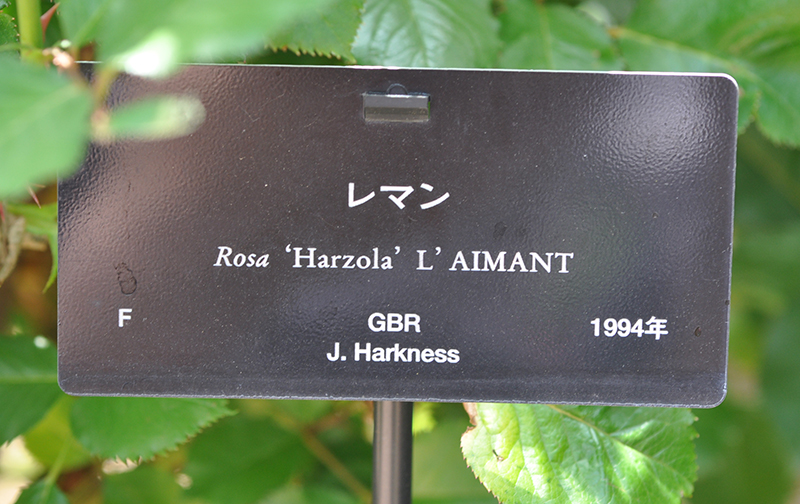 レマン
Rosa ‘Harzola’ L’ AIMANT
F
GBR
1994年
J. Harkness